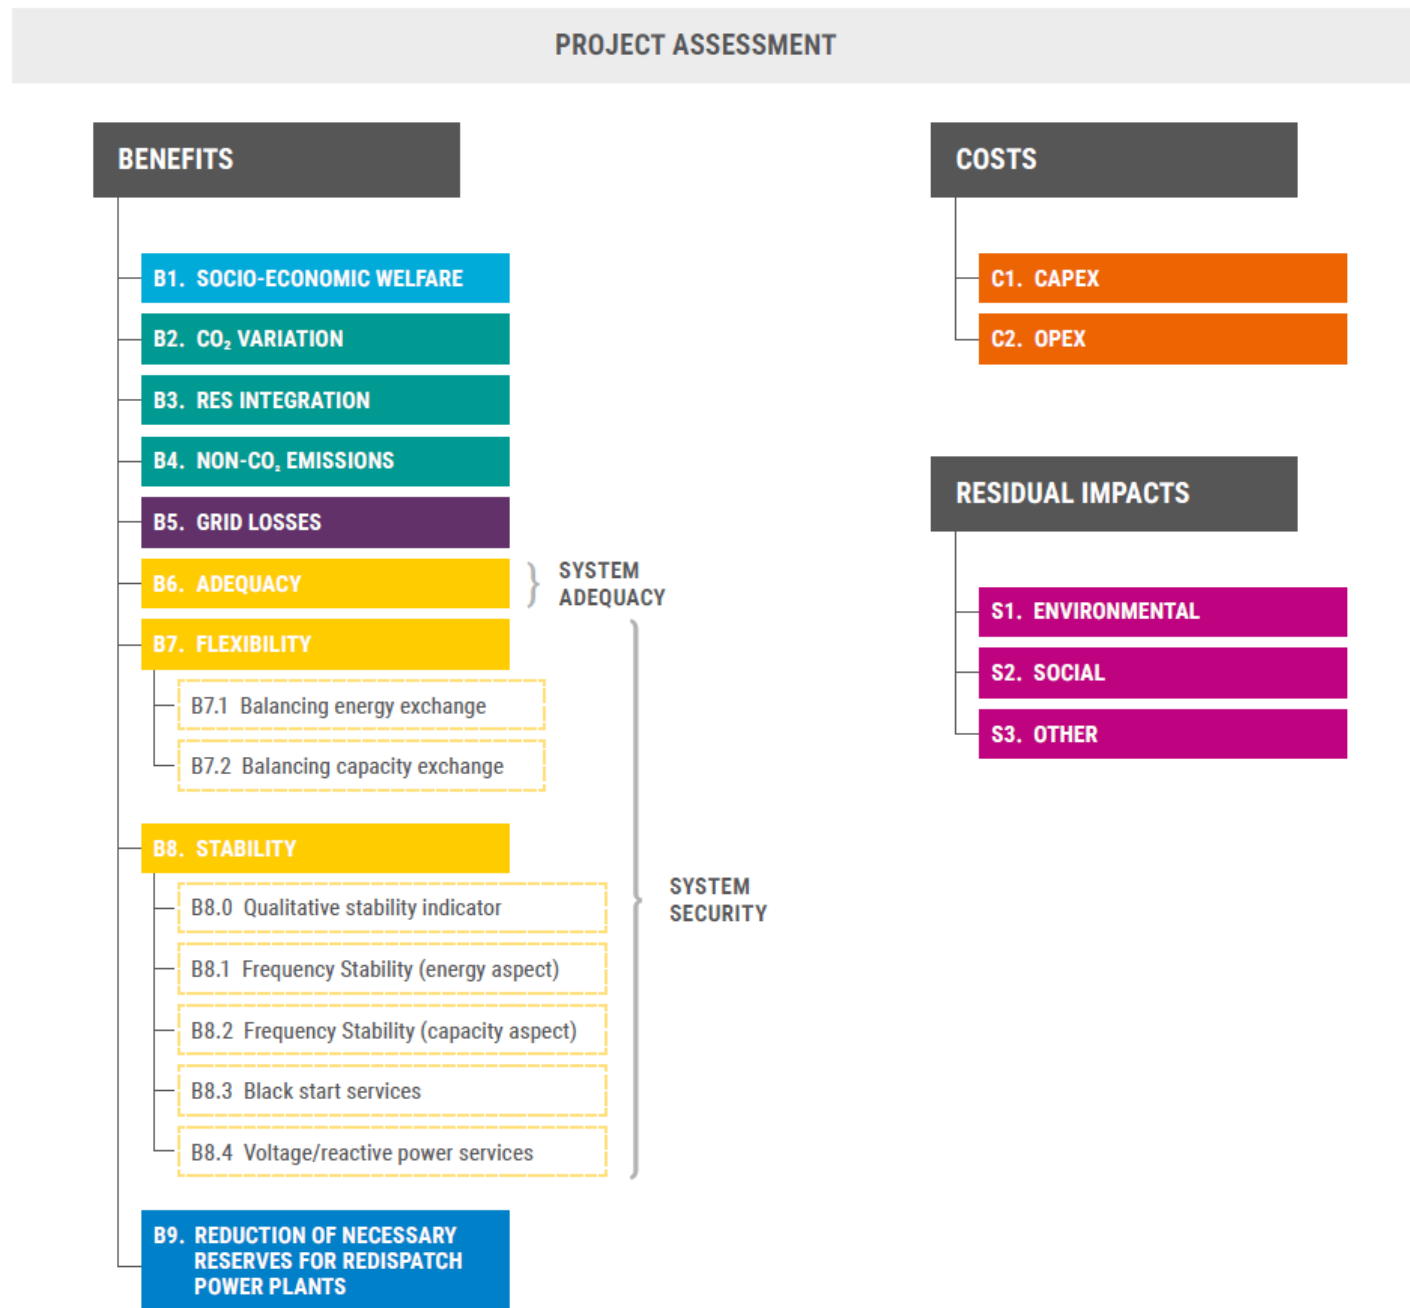 PROJECT ASSESSMENT
BENEFITS
B1. SOCIO-ECONOMIC WELFARE
B2. CO₂ VARIATION
B3. RES INTEGRATION
B4. NON-CO₂ EMISSIONS
B5. GRID LOSSES
B6. ADEQUACY
SYSTEM
ADEQUACY
B7. FLEXIBILITY
B7.1 Balancing energy exchange
B7.2 Balancing capacity exchange
B8. STABILITY
B8.0 Qualitative stability indicator
B8.1 Frequency Stability (energy aspect)
B8.2 Frequency Stability (capacity aspect)
B8.3 Black start services
B8.4 Voltage/reactive power services
SYSTEM
SECURITY
B9. REDUCTION OF NECESSARY
RESERVES FOR REDISPATCH
POWER PLANTS
COSTS
C1. CAPEX
C2. OPEX
RESIDUAL IMPACTS
S1. ENVIRONMENTAL
S2. SOCIAL
S3. OTHER